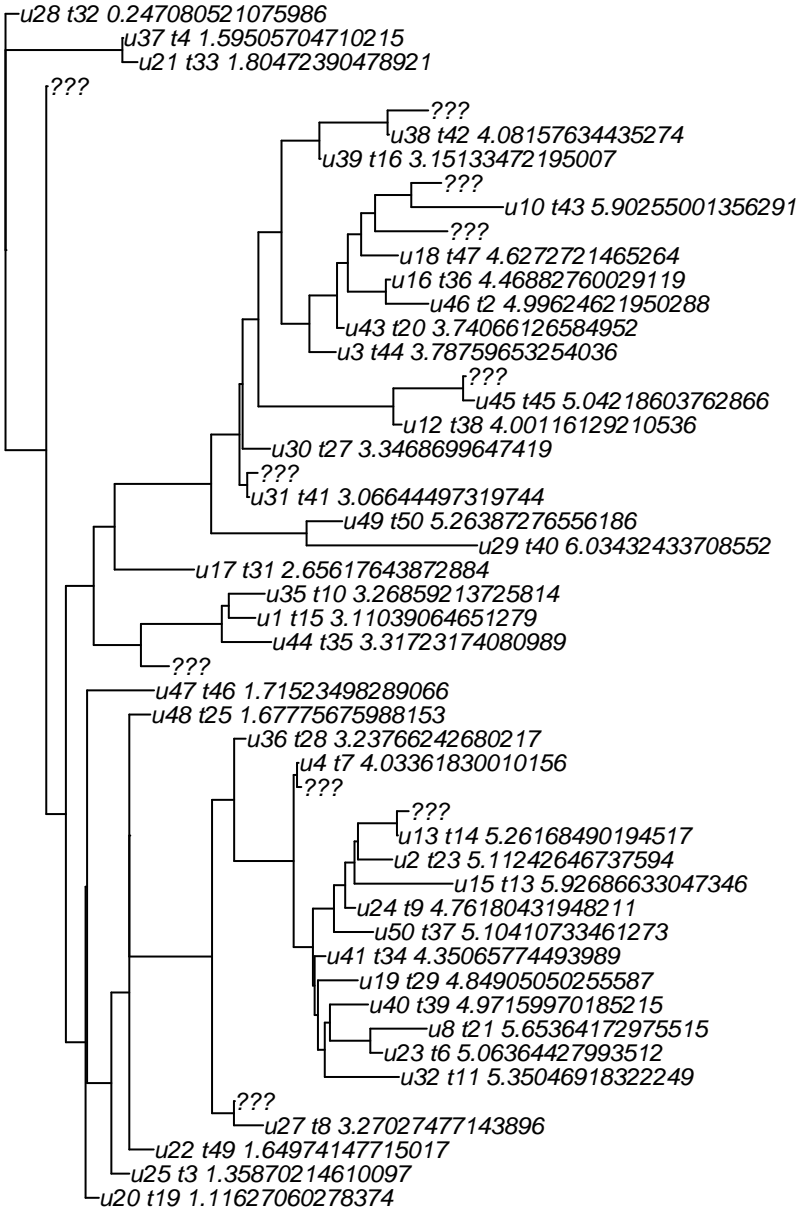 u28 t32 0.247080521075986
u37 t4 1.59505704710215
u21 t33 1.80472390478921
???
???
u38 t42 4.08157634435274
u39 t16 3.15133472195007
???
u10 t43 5.90255001356291
???
u18 t47 4.6272721465264
u16 t36 4.46882760029119
u46 t2 4.99624621950288
u43 t20 3.74066126584952
u3 t44 3.78759653254036
???
u45 t45 5.04218603762866
u12 t38 4.00116129210536
u30 t27 3.3468699647419
???
u31 t41 3.06644497319744
u49 t50 5.26387276556186
u29 t40 6.03432433708552
u17 t31 2.65617643872884
u35 t10 3.26859213725814
u1 t15 3.11039064651279
u44 t35 3.31723174080989
???
u47 t46 1.71523498289066
u48 t25 1.67775675988153
u36 t28 3.23766242680217
u4 t7 4.03361830010156
???
???
u13 t14 5.26168490194517
u2 t23 5.11242646737594
u15 t13 5.92686633047346
u24 t9 4.76180431948211
u50 t37 5.10410733461273
u41 t34 4.35065774493989
u19 t29 4.84905050255587
u40 t39 4.97159970185215
u8 t21 5.65364172975515
u23 t6 5.06364427993512
u32 t11 5.35046918322249
???
u27 t8 3.27027477143896
u22 t49 1.64974147715017
u25 t3 1.35870214610097
u20 t19 1.11627060278374